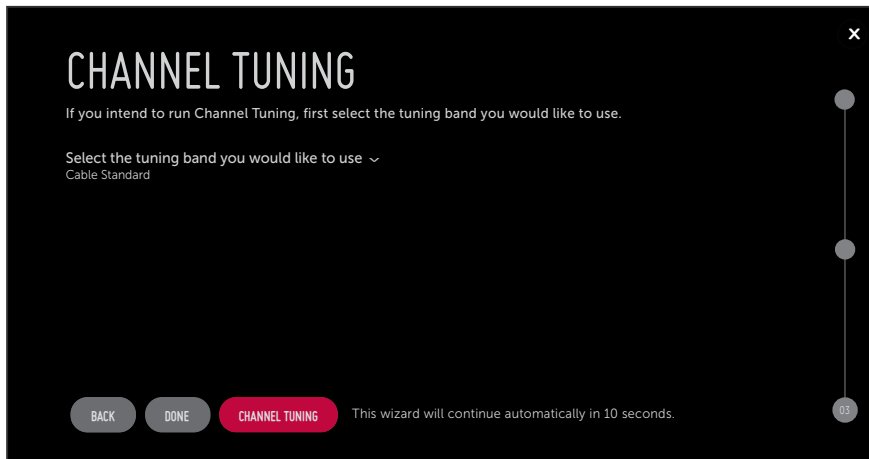 X
CHANNEL TUNING
If you intend to run Channel Tuning, first select the tuning band you would like to use.
Select the tuning band you would like to use
Cable Standard
BACK DONE CHANNEL TUNING This wizard will continue automatically in 10 seconds.
03